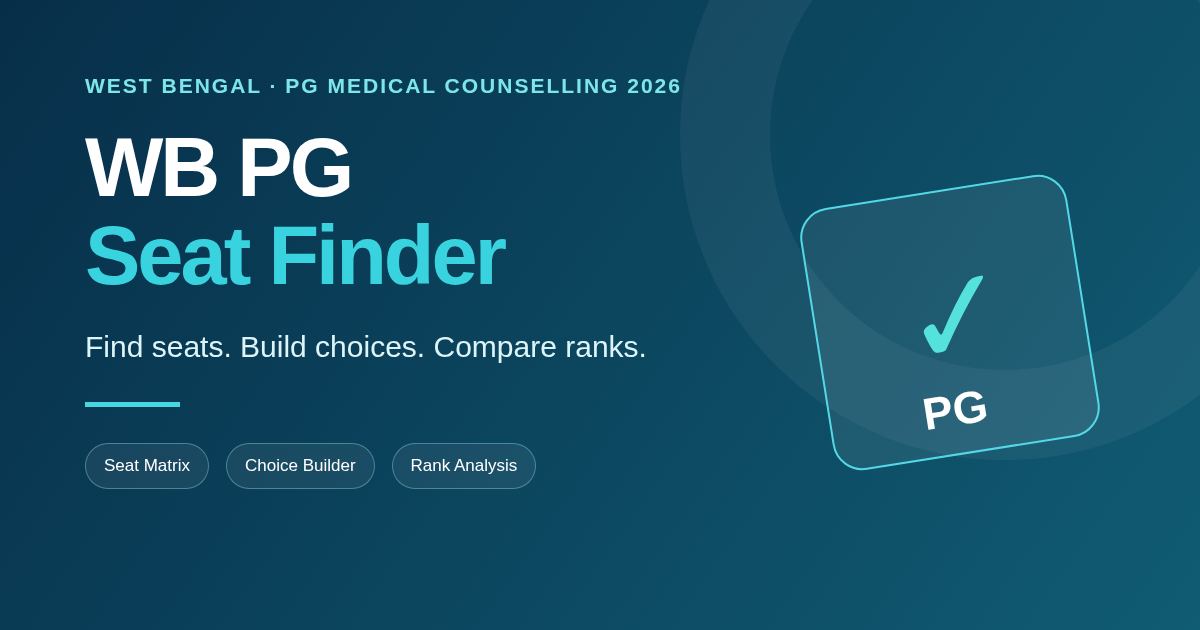 WEST BENGAL · PG MEDICAL COUNSELLING 2026
WB PG
Seat Finder
Find seats. Build choices. Compare ranks.
Seat Matrix
Choice Builder
Rank Analysis
✓
PG